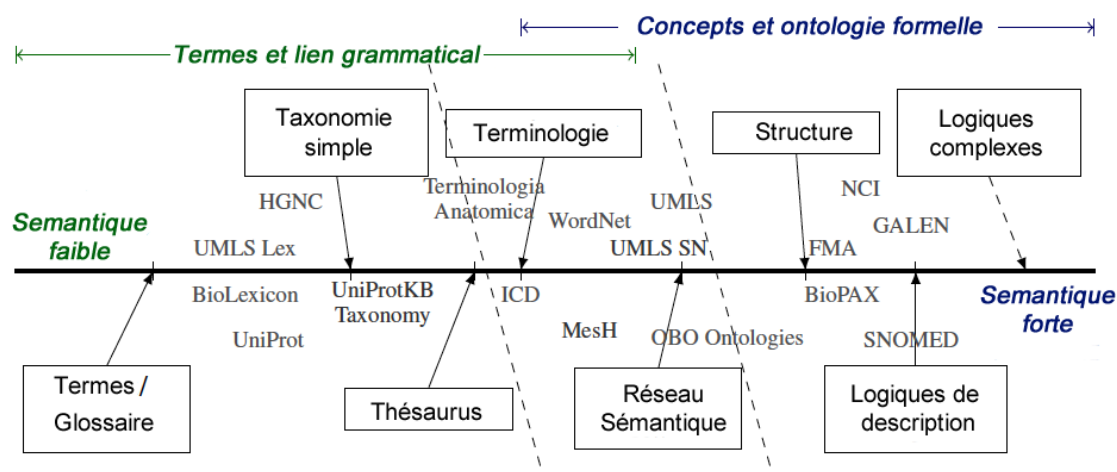 Concepts et ontologie formelle
Termes et lien grammatical
Taxonomie
simple
Terminologie
Structure
Logiques
complexes
HGNC
Terminologia
Anatomica
WordNet
UMLS
NCI
GALEN
Semantique
faible
UMLS Lex
UMLS SN
FMA
BioLexicon
UniProtKB
Taxonomy
ICD
BioPAX
Semantique
forte
UniProt
MesH
OBO Ontologies
SNOMED
Termes /
Glossaire
Thésaurus
Réseau
Sémantique
Logiques de
description